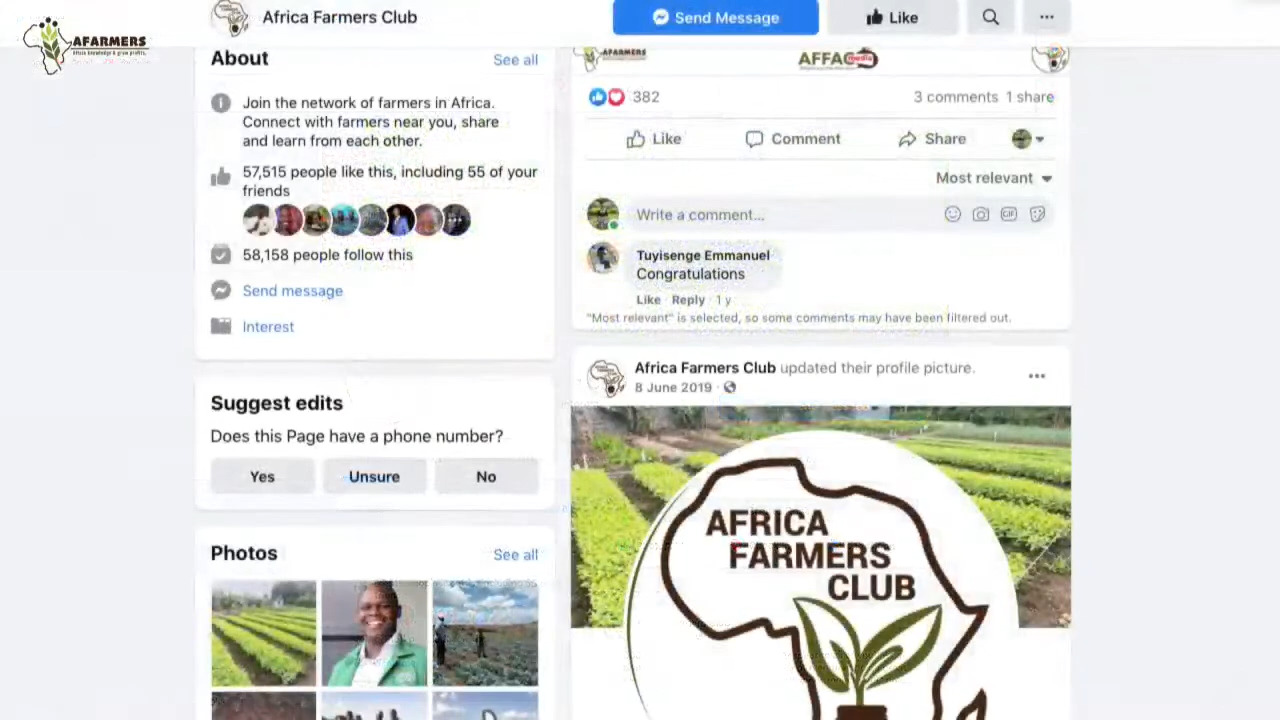 Africa Farmers Club
Send Message
Like
AFARMERS
About
See all
Join the network of farmers in Africa.
Connect with farmers near you, share
and learn from each other.
57,515 people like this, including 55 of your
friends
58,158 people follow this
Send message
Interest
Suggest edits
Does this Page have a phone number?
Yes
Unsure
No
Photos
See all
AFARMERS
382
3 comments 1 share
Like
Comment
Share
Most relevant
Write a comment...
GIF
Tuyisenge Emmanuel
Congratulations
Like · Reply · 1 y
"Most relevant" is selected, so some comments may have been filtered out.
Africa Farmers Club updated their profile picture.
8 June 2019 ·
AFRICA
FARMERS
CLUB